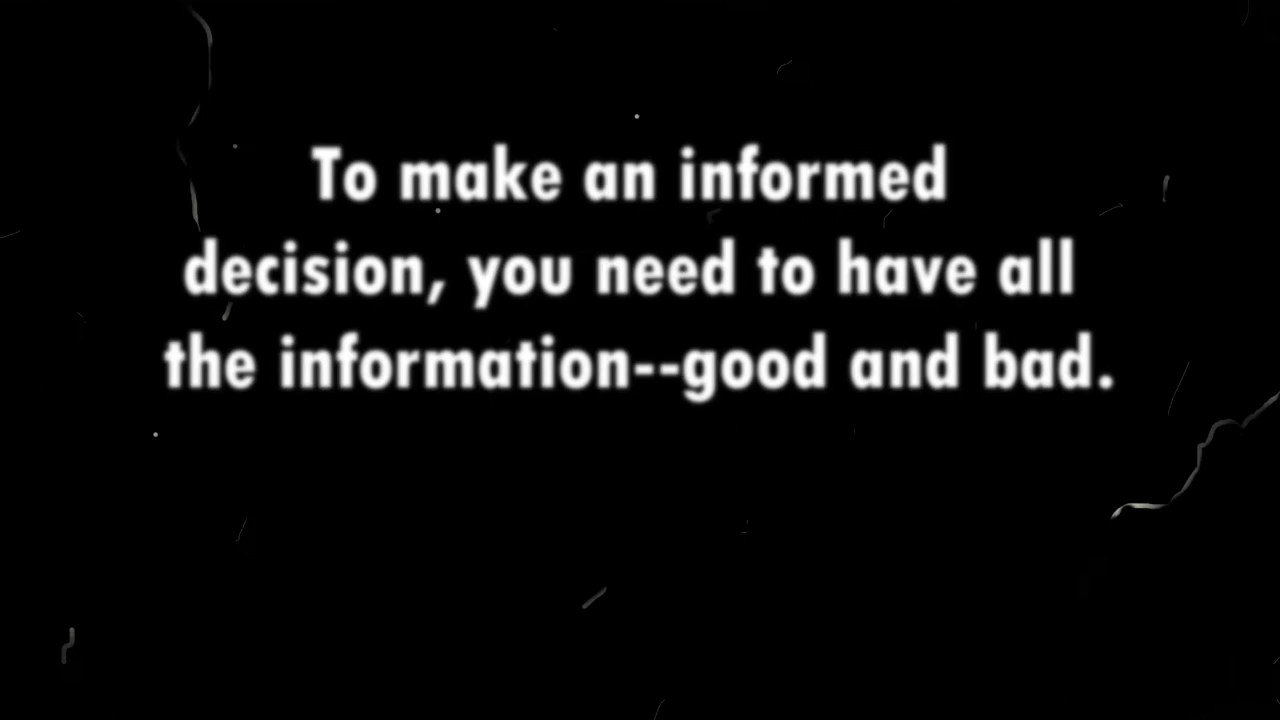 To make an informed
decision, you need to have all
the information--good and bad.